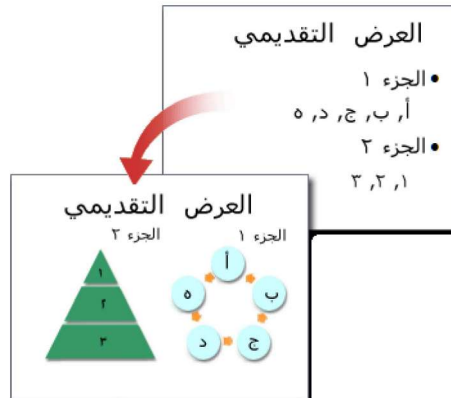 العرض التقديمي
الجزء ١
أ, ب, ج, د, ه
الجزء ٢
١, ٢, ٣
العرض التقديمي
الجزء ١
الجزء ٢
أ
ب
ج
د
ه
١
٢
٣